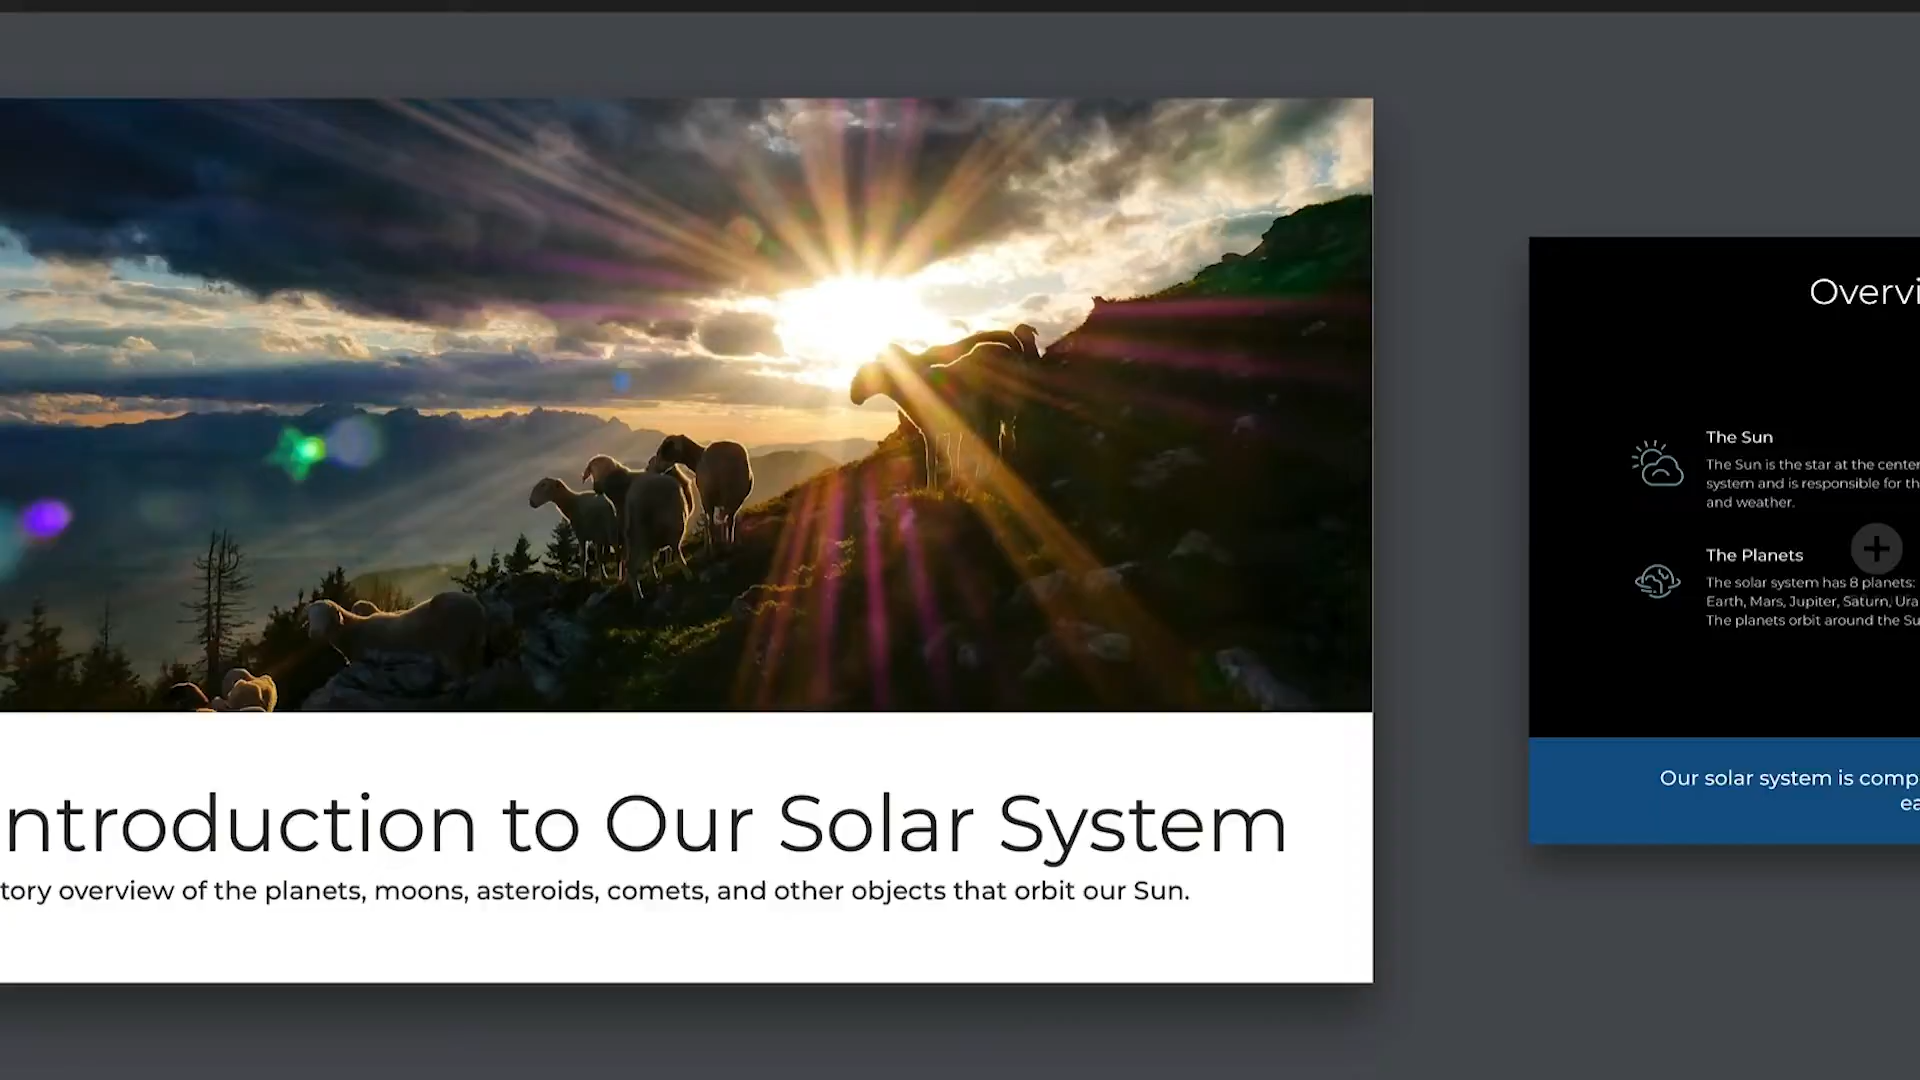 ntroduction to Our Solar System
tory overview of the planets, moons, asteroids, comets, and other objects that orbit our Sun.
Overvi
The Sun
The Sun is the star at the center
system and is responsible for th
and weather.
The Planets
The solar system has 8 planets:
Earth, Mars, Jupiter, Saturn, Ura
The planets orbit around the Su
Our solar system is comp
ea